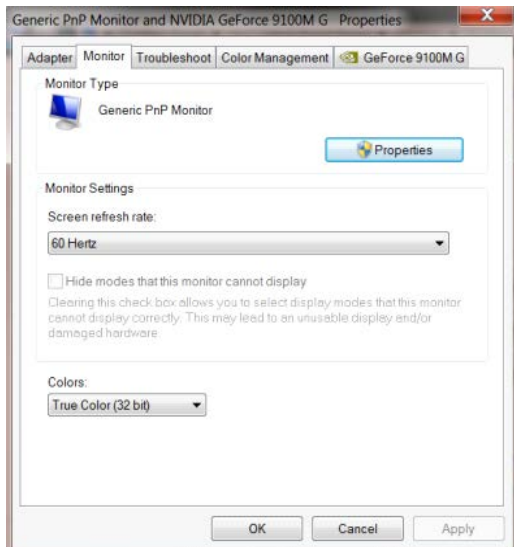 Generic PnP Monitor and NVIDIA GeForce 9100M G Properties
Adapter Monitor Troubleshoot Color Management GeForce 9100M G
Monitor Type
Generic PnP Monitor
Properties
Monitor Settings
Screen refresh rate:
60 Hertz
Hide modes that this monitor cannot display
Clearing this check box allows you to select display modes that this monitor
cannot display correctly. This may lead to an unusable display and/or
damaged hardware.
Colors:
True Color (32 bit)
OK Cancel Apply